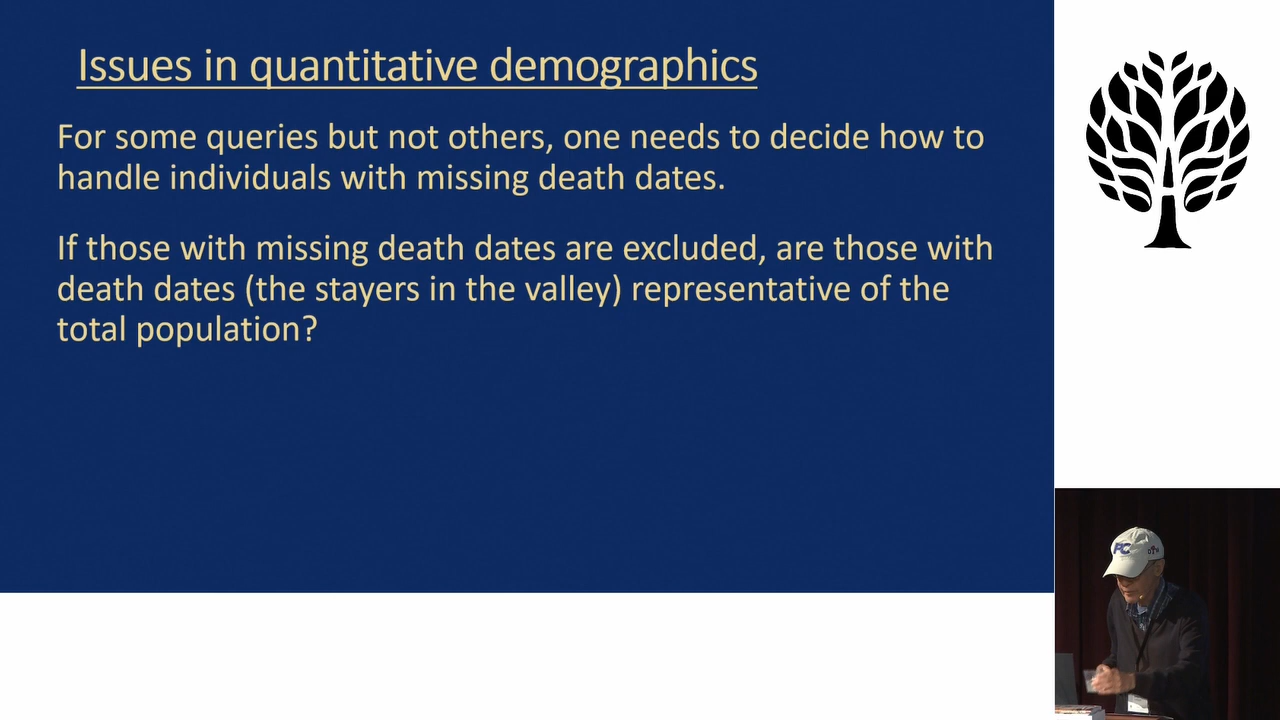 Issues in quantitative demographics
For some queries but not others, one needs to decide how to
handle individuals with missing death dates.
If those with missing death dates are excluded, are those with
death dates (the stayers in the valley) representative of the
total population?
PC